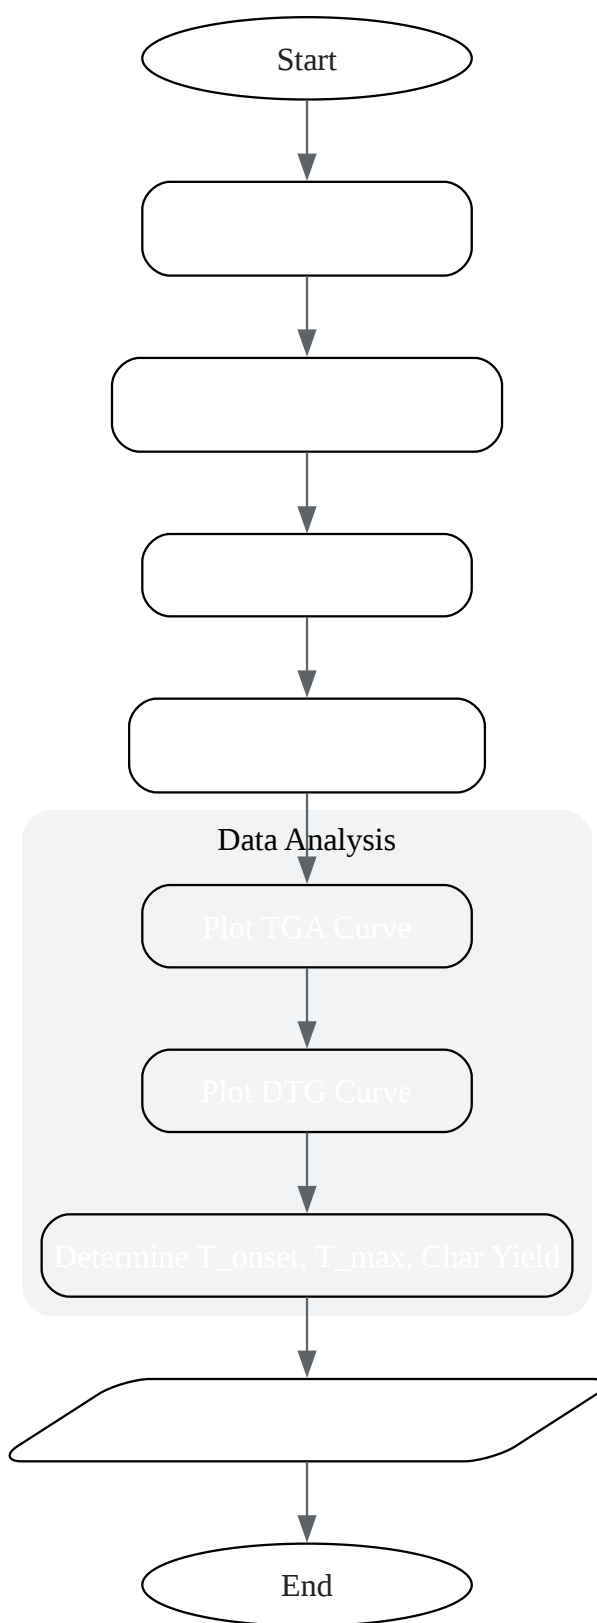 Start
Data Analysis
Plot TGA Curve
Plot DTG Curve
Determine T_onset, T_max, Char Yield
End